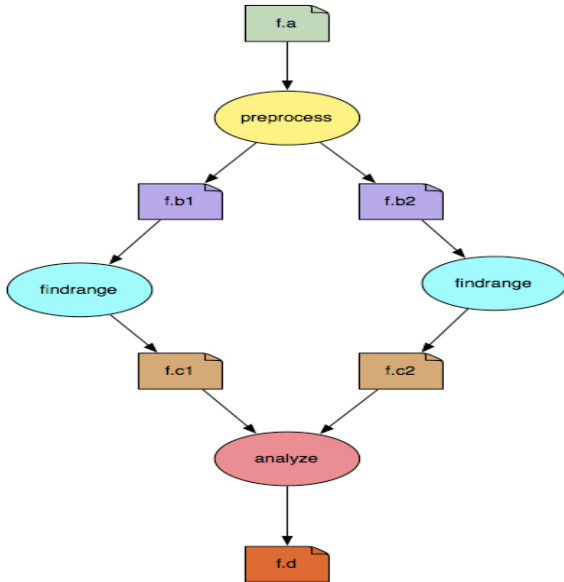 f.a
preprocess
f.b1
f.b2
findrange
findrange
f.c1
f.c2
analyze
f.d